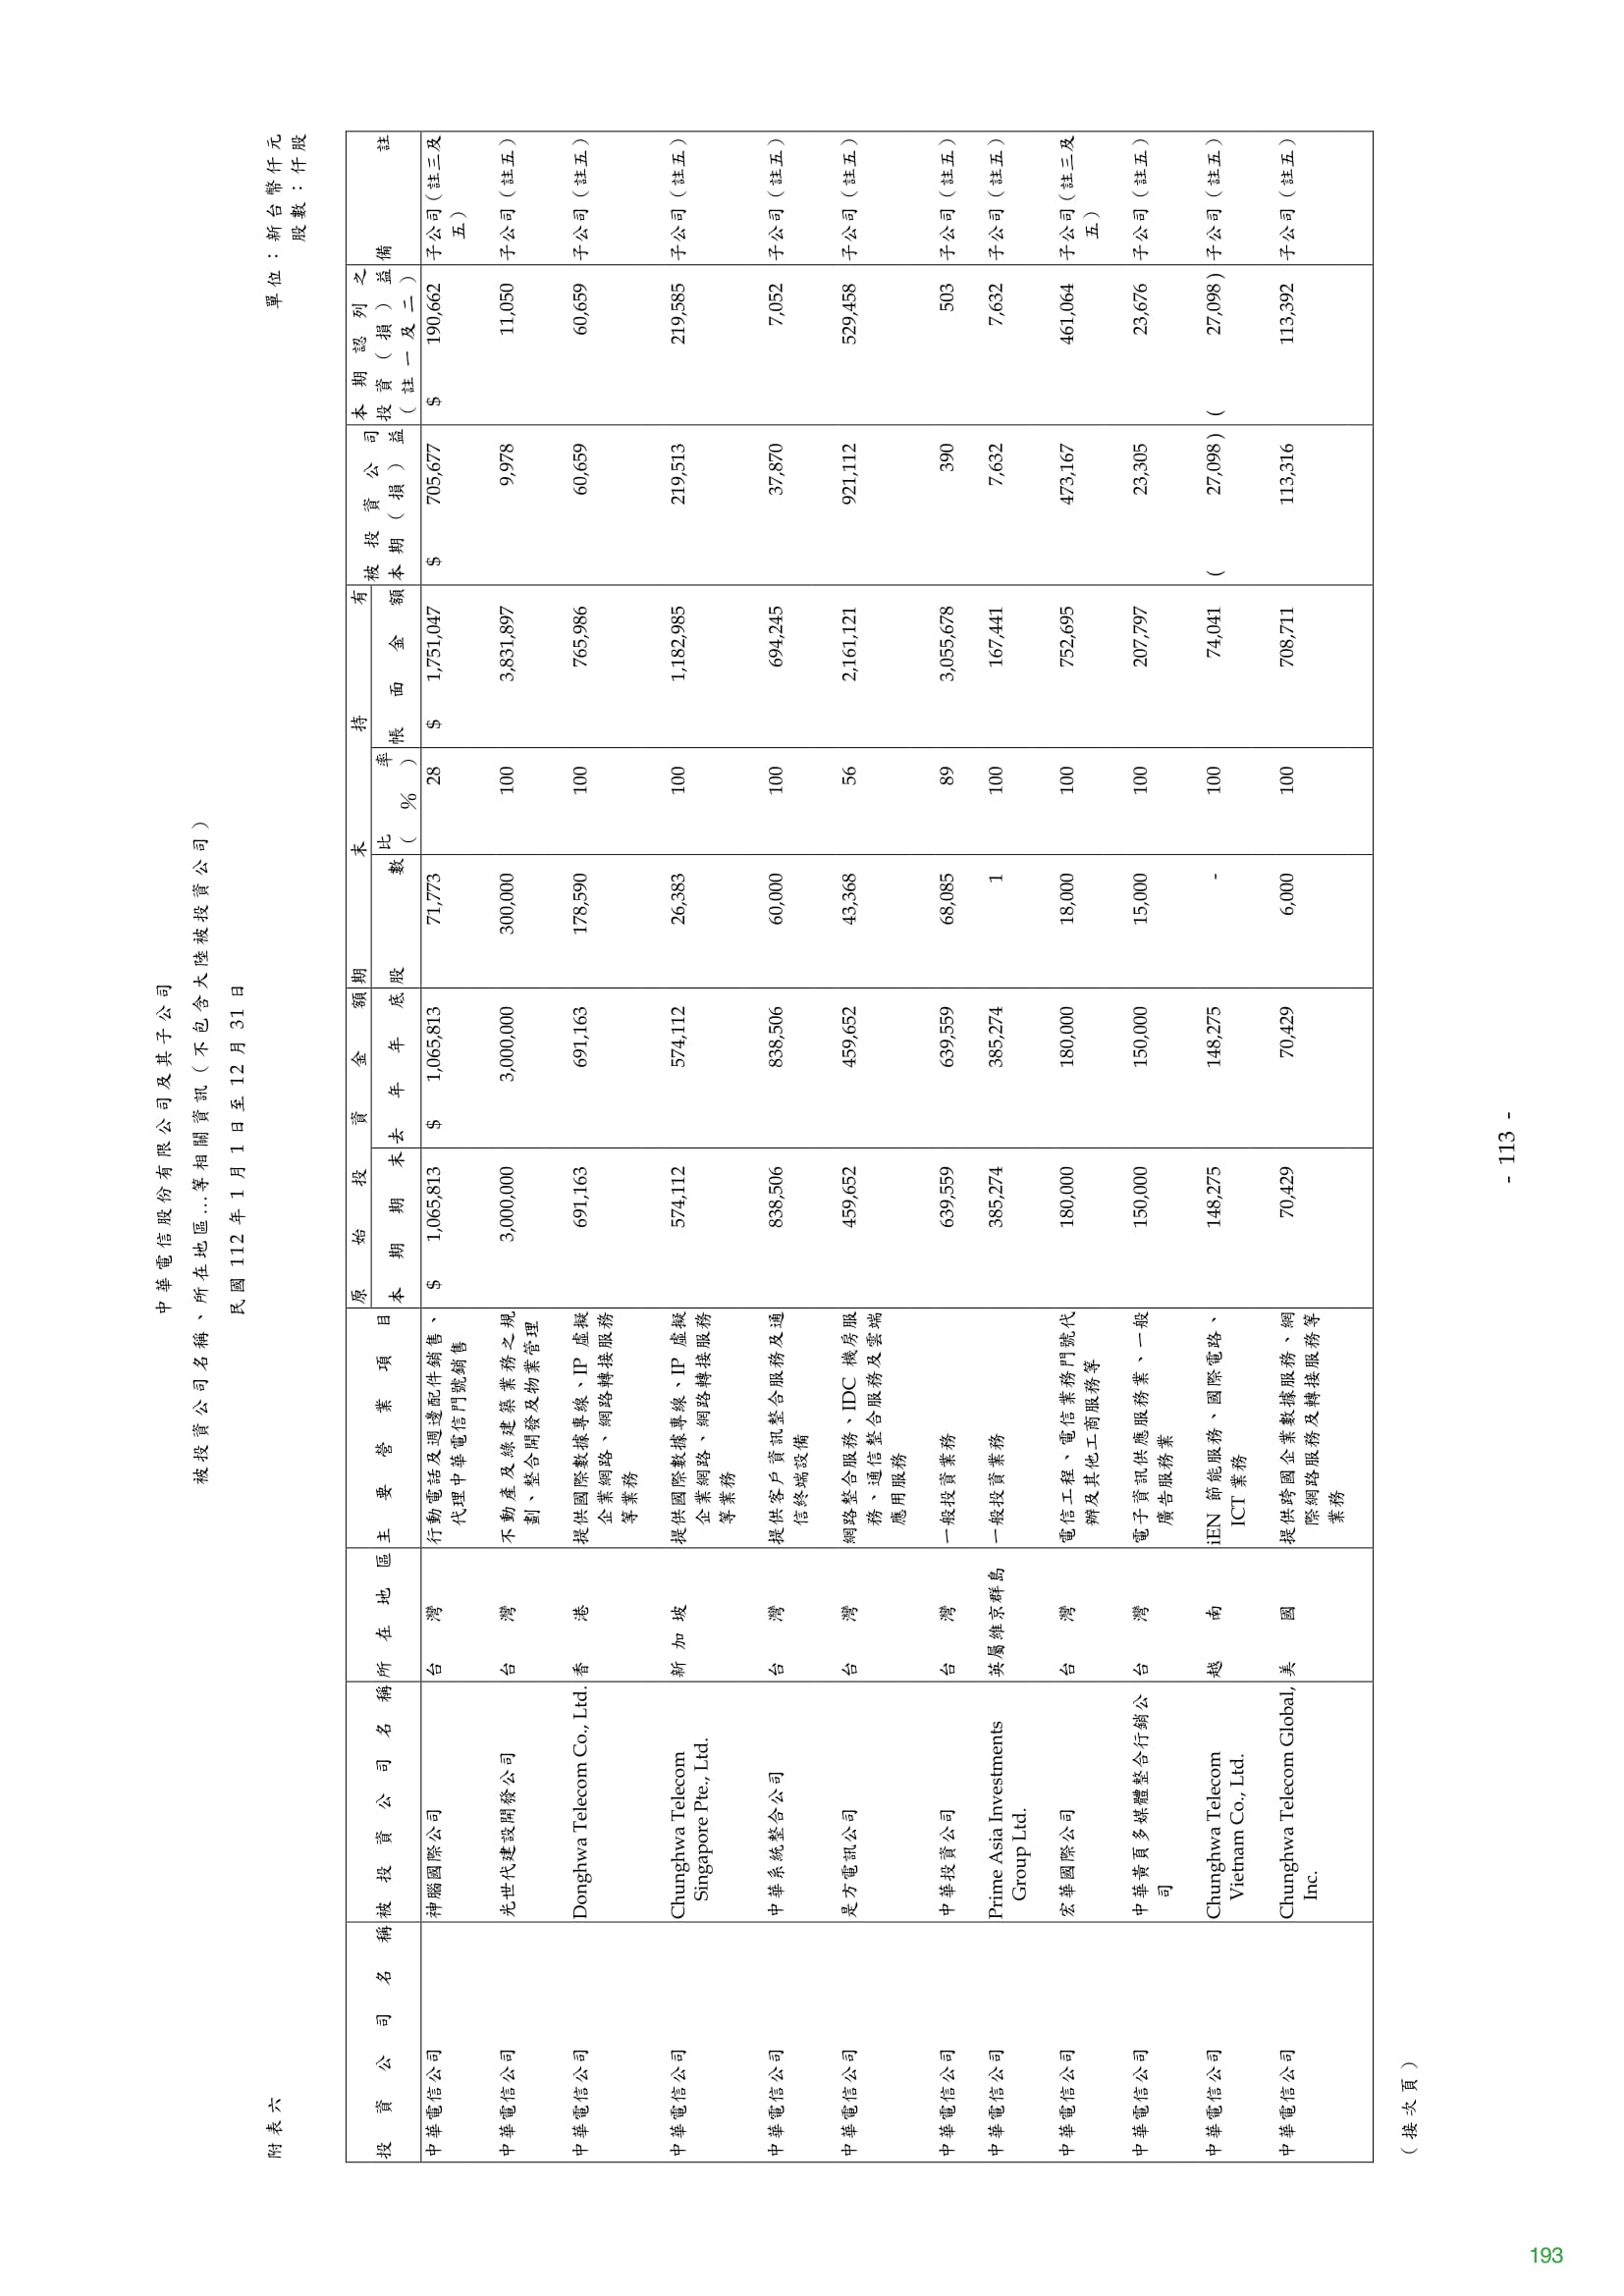 中華電信股份有限公司及其子公司
被投資公司名稱、所在地區…等相關資訊（不包含大陸被投資公司）
民國 112 年 1 月 1 日至 12 月 31 日
附表六
單位：新台幣仟元
股數：仟股
投資公司名稱 被投資公司名稱 所在地區 主要營業項目 原始投資金額 期末持有 被投資公司本期（損）益 本期認列之投資（損）益（註一及二） 備註
本期期末 去年年底 股數 比率（%） 帳面金額
中華電信公司 神腦國際公司 台灣 行動電話及週邊配件銷售、 $ 1,065,813 $ 1,065,813 71,773 28 $ 1,751,047 $ 705,677 $ 190,662 子公司（註三及
代理中華電信門號銷售 五）
中華電信公司 光世代建設開發公司 台灣 不動產及綠建築業務之規 3,000,000 3,000,000 300,000 100 3,831,897 9,978 11,050 子公司（註五）
劃、整合開發及物業管理
中華電信公司 Donghwa Telecom Co., Ltd. 香港 提供國際數據專線、IP 虛擬 691,163 691,163 178,590 100 765,986 60,659 60,659 子公司（註五）
企業網路、網路轉接服務
等業務
中華電信公司 Chunghwa Telecom 新加坡 提供國際數據專線、IP 虛擬 574,112 574,112 26,383 100 1,182,985 219,513 219,585 子公司（註五）
Singapore Pte., Ltd. 企業網路、網路轉接服務
等業務
中華電信公司 中華系統整合公司 台灣 提供客戶資訊整合服務及通 838,506 838,506 60,000 100 694,245 37,870 7,052 子公司（註五）
信終端設備
中華電信公司 是方電訊公司 台灣 網路整合服務、IDC 機房服 459,652 459,652 43,368 56 2,161,121 921,112 529,458 子公司（註五）
務、通信整合服務及雲端
應用服務
中華電信公司 中華投資公司 台灣 一般投資業務 639,559 639,559 68,085 89 3,055,678 390 503 子公司（註五）
中華電信公司 Prime Asia Investments 英屬維京群島 一般投資業務 385,274 385,274 1 100 167,441 7,632 7,632 子公司（註五）
Group Ltd.
中華電信公司 宏華國際公司 台灣 電信工程、電信業務門號代 180,000 180,000 18,000 100 752,695 473,167 461,064 子公司（註三及
辦及其他工商服務等 五）
中華電信公司 中華黃頁多媒體整合行銷公 台灣 電子資訊供應服務業、一般 150,000 150,000 15,000 100 207,797 23,305 23,676 子公司（註五）
司 廣告服務業
中華電信公司 Chunghwa Telecom 越南 iEN 節能服務、國際電路、 148,275 148,275 - 100 74,041 ( 27,098 ) ( 27,098 ) 子公司（註五）
Vietnam Co., Ltd. ICT 業務
中華電信公司 Chunghwa Telecom Global, 美國 提供跨國企業數據服務、網 70,429 70,429 6,000 100 708,711 113,316 113,392 子公司（註五）
Inc. 際網路服務及轉接服務等
業務
（接次頁）
- 113 -
193